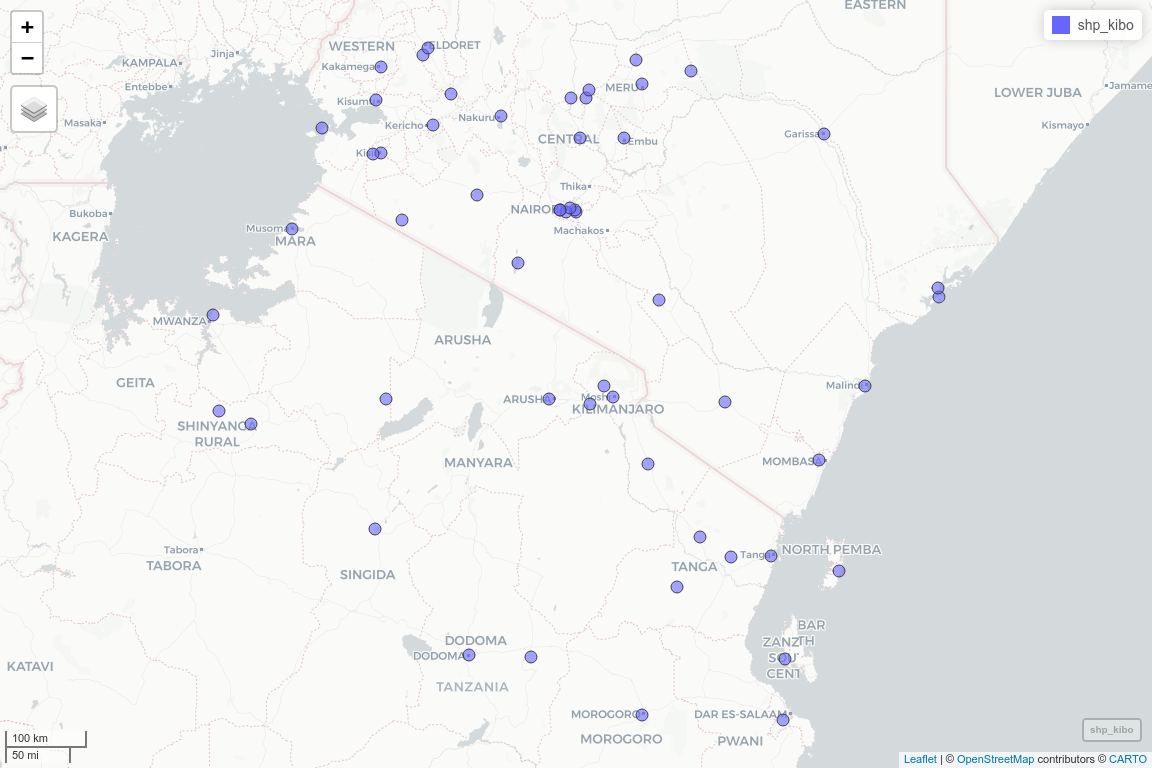 +
−
shp_kibo
EASTERN
WESTERN
ELDORET
Jinja
KAMPALA
Kakamega
Entebbe
MERU
LOWER JUBA
Jamame
Kisumu
Masaka
Kericho
Nakuru
Kismayo
CENTRAL
Garissa
Embu
Kisii
Thika
NAIROBI
Bukoba
KAGERA
Musoma
MARA
Machakos
MWANZA
ARUSHA
GEITA
Malindi
ARUSHA
Moshi
KILIMANJARO
SHINYANGA
RURAL
MANYARA
MOMBASA
Tabora
TABORA
SINGIDA
TANGA
Tanga
NORTH PEMBA
DODOMA
DODOMA
KATAVI
TANZANIA
BAR
ZANZ
TH
SOU
CENT
MOROGORO
DAR ES-SALAAM
MOROGORO
PWANI
shp_kibo
100 km
50 mi
Leaflet | © OpenStreetMap contributors © CARTO